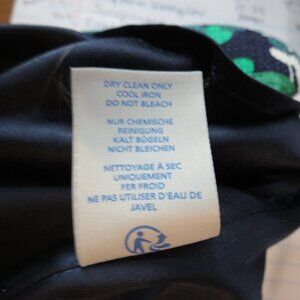 DRY CLEAN ONLY
COOL IRON
DO NOT BLEACH
NUR CHEMISCHE
REINIGUNG
KALT BÜGELN
NICHT BLEICHEN
NETTOYAGE À SEC
UNIQUEMENT
FER FROID
NE PAS UTILISER D'EAU DE
JAVEL